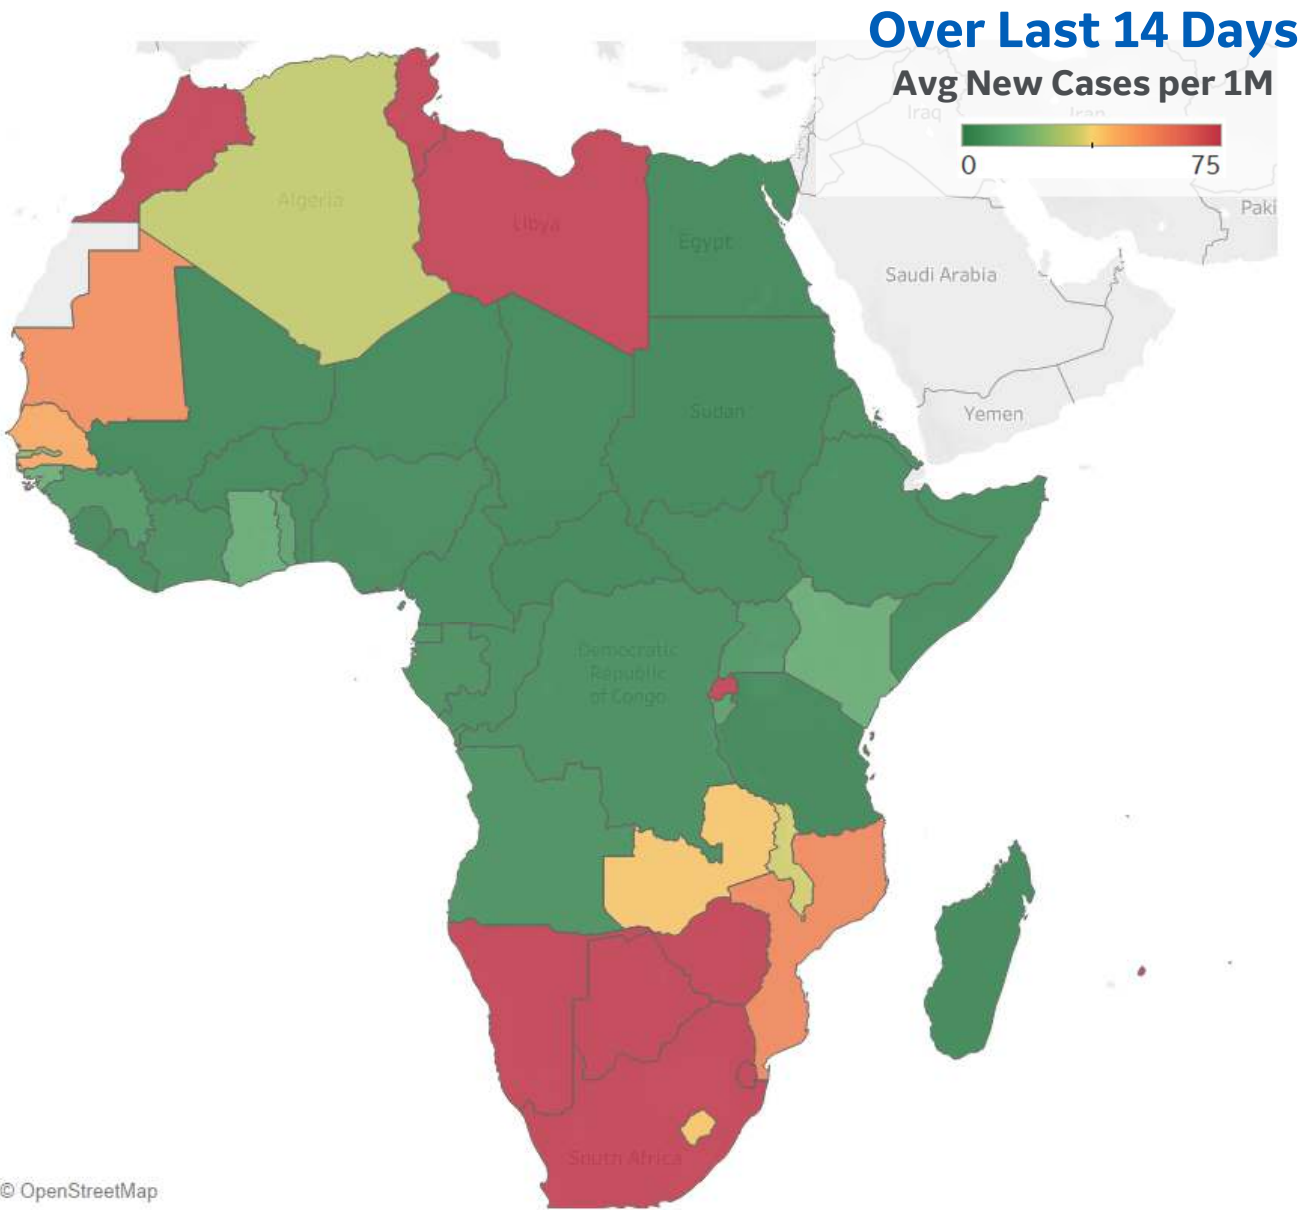 Over Last 14 Days
Avg New Cases per 1M
Iraq
Iran
0
75
Paki
Algeria
Libya
Egypt
Saudi Arabia
Sudan
Yemen
Democratic
Republic
of Congo
South Africa
© OpenStreetMap